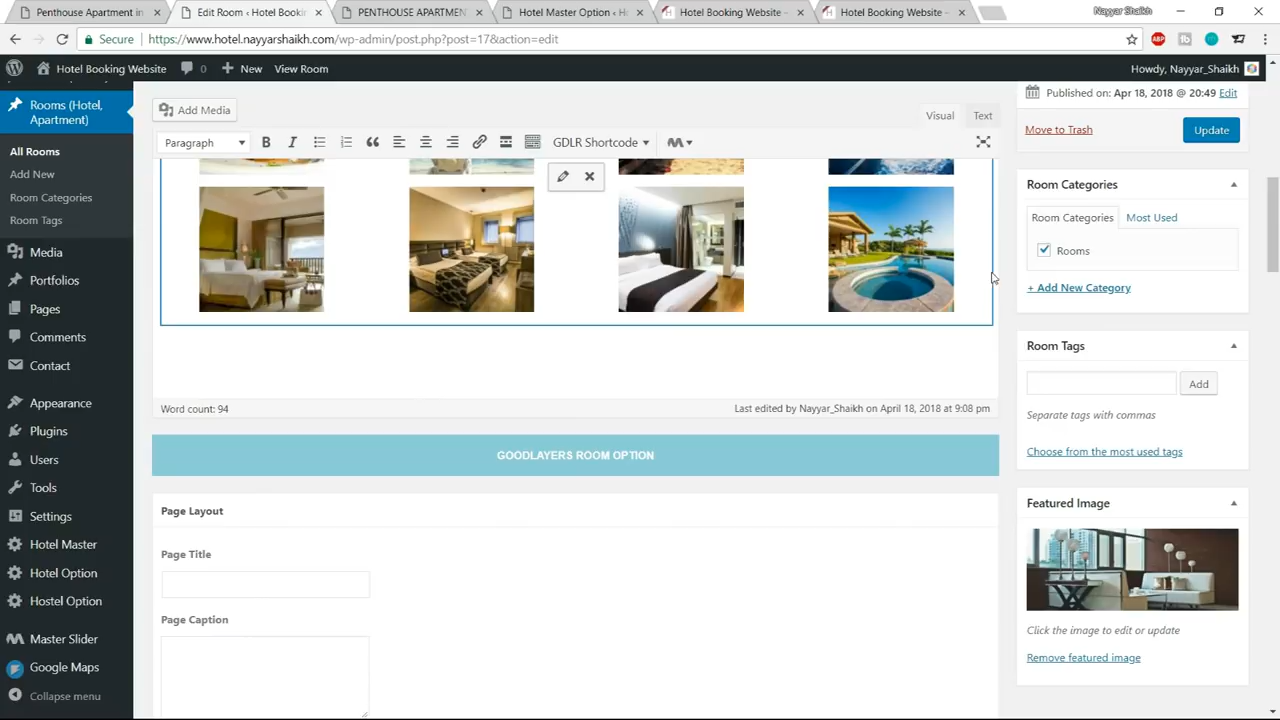 Penthouse Apartment in × Edit Room ‹ Hotel Bookin × PENTHOUSE APARTMEN × Hotel Master Option ‹ H × Hotel Booking Website – × Hotel Booking Website – × Nayyar Shaikh
Secure https://www.hotel.nayyarshaikh.com/wp-admin/post.php?post=17&action=edit ABP
Hotel Booking Website 0 + New View Room Howdy, Nayyar_Shaikh
Rooms (Hotel,
Apartment)
All Rooms
Add New
Room Categories
Room Tags
Media
Portfolios
Pages
Comments
Contact
Appearance
Plugins
Users
Tools
Settings
Hotel Master
Hotel Option
Hostel Option
Master Slider
Google Maps
Collapse menu
Add Media
Visual Text
Paragraph B I GDLR Shortcode
Word count: 94 Last edited by Nayyar_Shaikh on April 18, 2018 at 9:08 pm
GOODLAYERS ROOM OPTION
Page Layout
Page Title
Page Caption
Published on: Apr 18, 2018 @ 20:49 Edit
Move to Trash Update
Room Categories
Room Categories Most Used
Rooms
+ Add New Category
Room Tags
Add
Separate tags with commas
Choose from the most used tags
Featured Image
Click the image to edit or update
Remove featured image